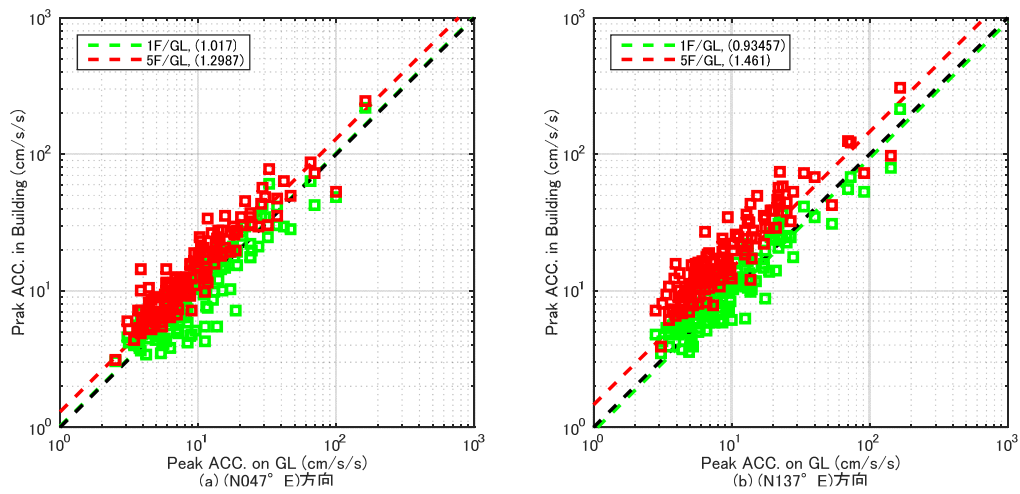 10³
10²
10¹
10⁰
Prak ACC. in Building (cm/s/s)
1F/GL, (1.017)
5F/GL, (1.2987)
10⁰ 10¹ 10² 10³
Peak ACC. on GL (cm/s/s)
(a) (N047° E)方向
10³
10²
10¹
10⁰
Peak ACC. in Building (cm/s/s)
1F/GL, (0.93457)
5F/GL, (1.461)
10⁰ 10¹ 10² 10³
Peak ACC. on GL (cm/s/s)
(b) (N137° E)方向